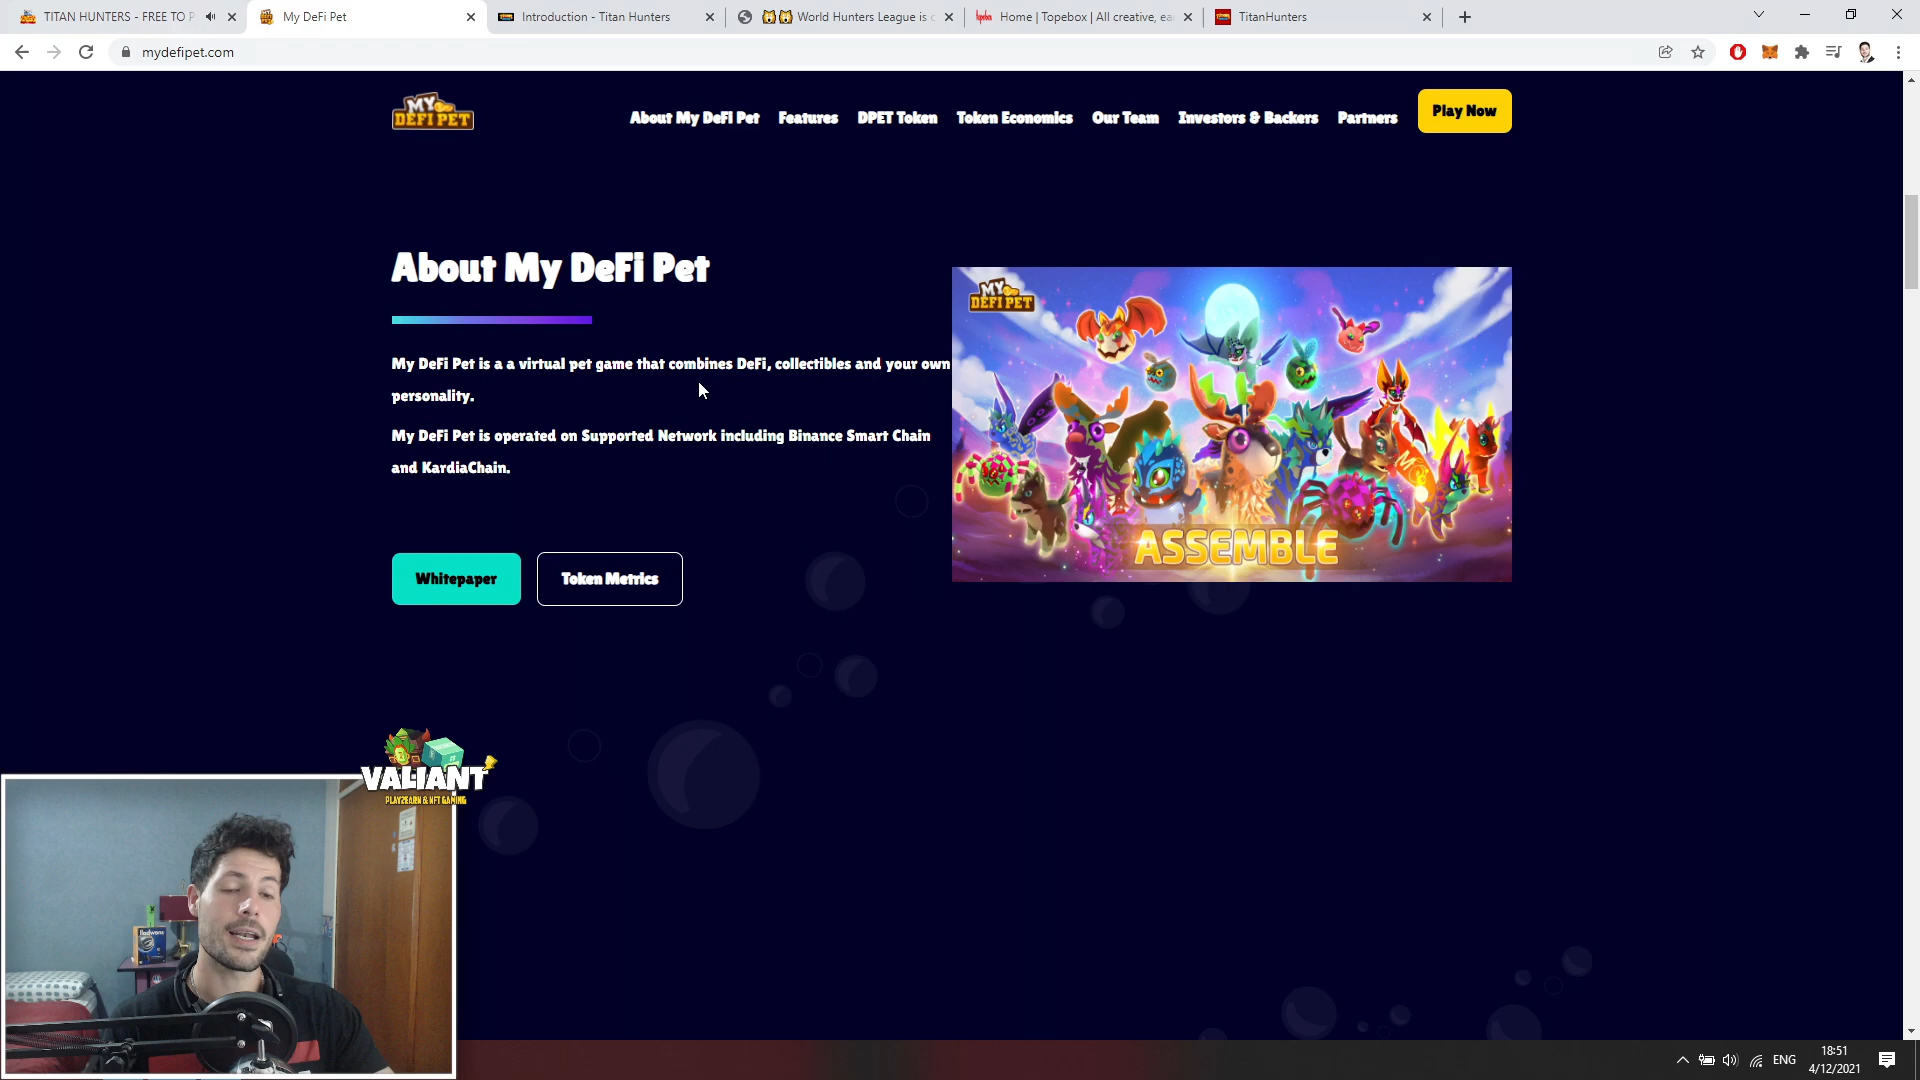 TITAN HUNTERS - FREE TO P
My DeFi Pet
Introduction - Titan Hunters
World Hunters League is c
Home | Topebox | All creative, ea
TitanHunters
mydefipet.com
MY
DEFI PET
About My DeFi Pet
Features
DPET Token
Token Economics
Our Team
Investors & Backers
Partners
Play Now
About My DeFi Pet
My DeFi Pet is a a virtual pet game that combines DeFi, collectibles and your own
personality.
My DeFi Pet is operated on Supported Network including Binance Smart Chain
and KardiaChain.
Whitepaper
Token Metrics
MY
DEFI PET
ASSEMBLE
VALIANT
PLAY2EARN & NFT GAMING
ENG
18:51
4/12/2021